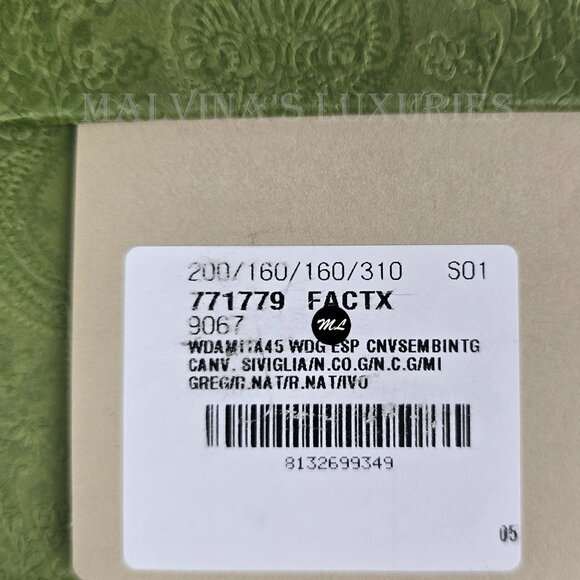 MALVINA'S LUXURIES
200/160/160/310 S01
771779 FACTX
9067
ML
WDAMITA45 WDG ESP CNVSEMBINTG
CANV. SIVIGLIA/N.CO.G/N.C.G/MI
GREG/R.NAT/R.NAT/IVO
8132699349
05